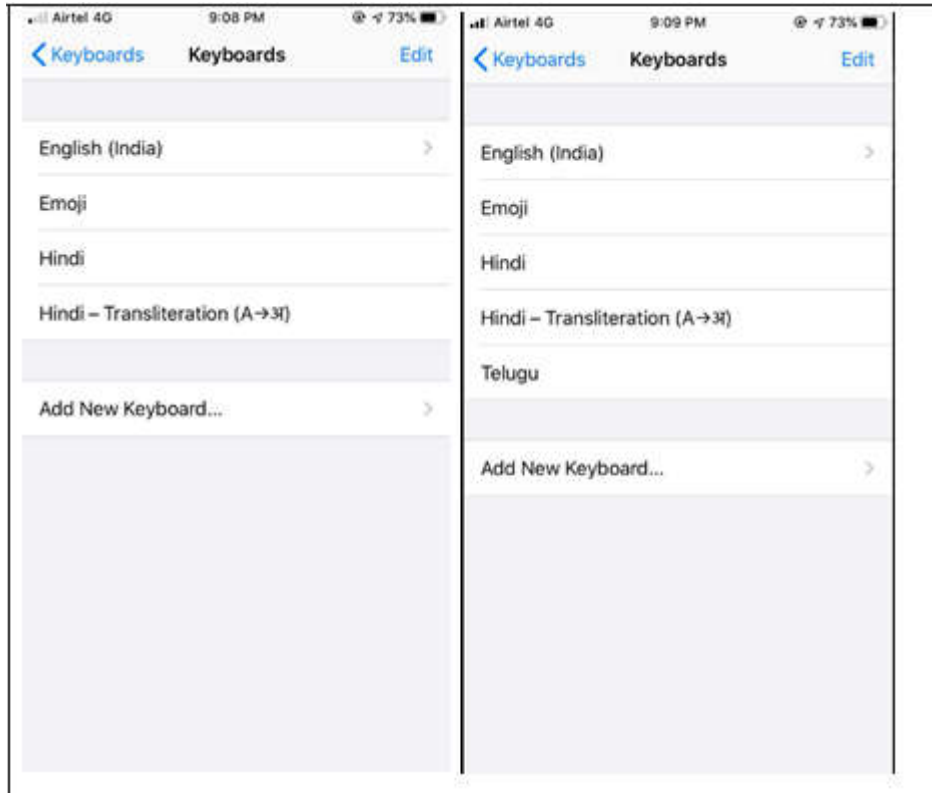 Airtel 4G 9:08 PM 73%
Keyboards Keyboards Edit
English (India)
Emoji
Hindi
Hindi – Transliteration (A→अ)
Add New Keyboard...
Airtel 4G 9:09 PM 73%
Keyboards Keyboards Edit
English (India)
Emoji
Hindi
Hindi – Transliteration (A→अ)
Telugu
Add New Keyboard...